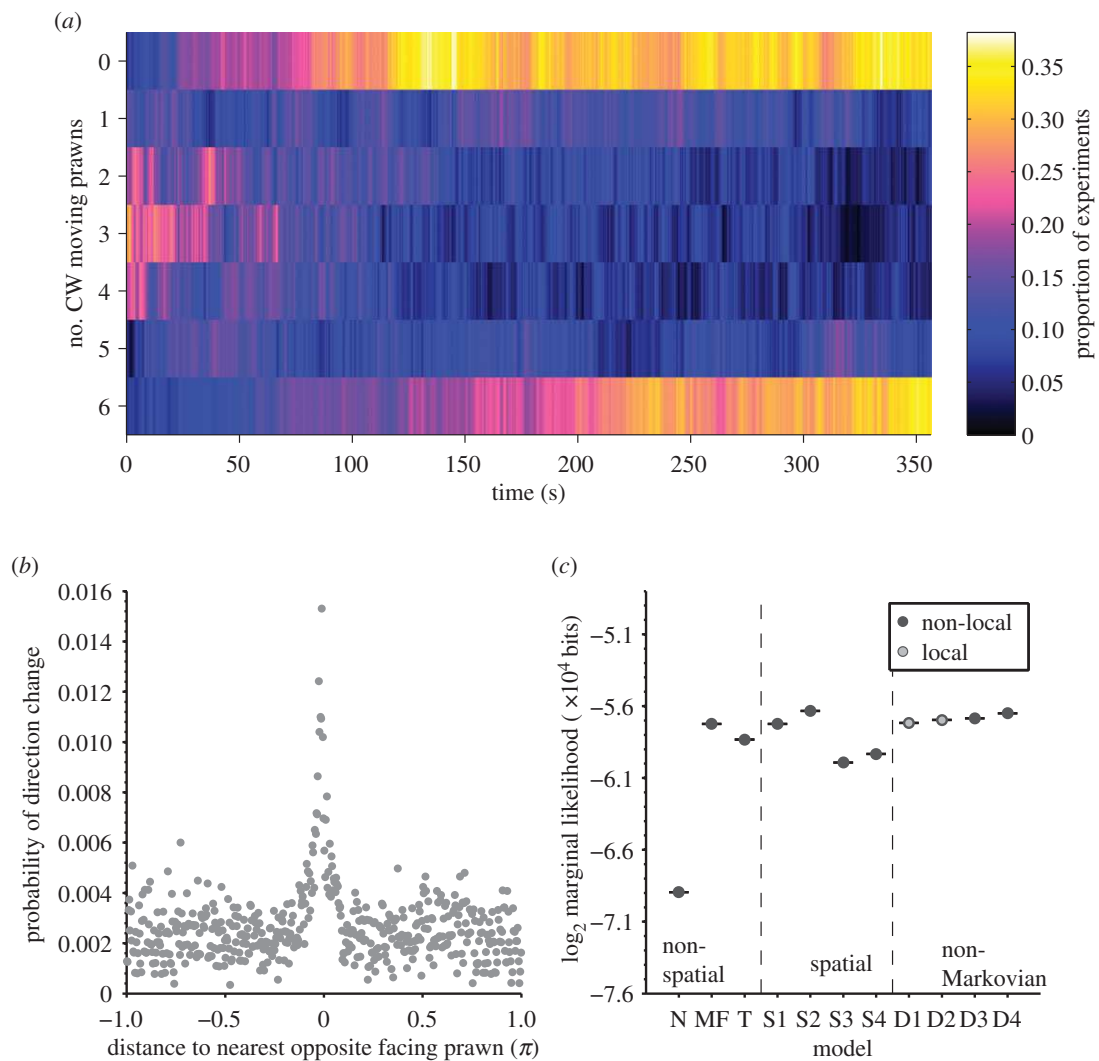 (a)
0
1
2
3
4
5
6
no. CW moving prawns
0 50 100 150 200 250 300 350
time (s)
0.35
0.30
0.25
0.20
0.15
0.10
0.05
0
proportion of experiments
(b)
0.016
0.014
0.012
0.010
0.008
0.006
0.004
0.002
0
probability of direction change
−1.0 −0.5 0 0.5 1.0
distance to nearest opposite facing prawn (π)
(c)
−5.1
−5.6
−6.1
−6.6
−7.1
−7.6
log₂ marginal likelihood ( ×10⁴ bits)
non-local
local
non-
spatial
spatial
non-
Markovian
N MF T S1 S2 S3 S4 D1 D2 D3 D4
model